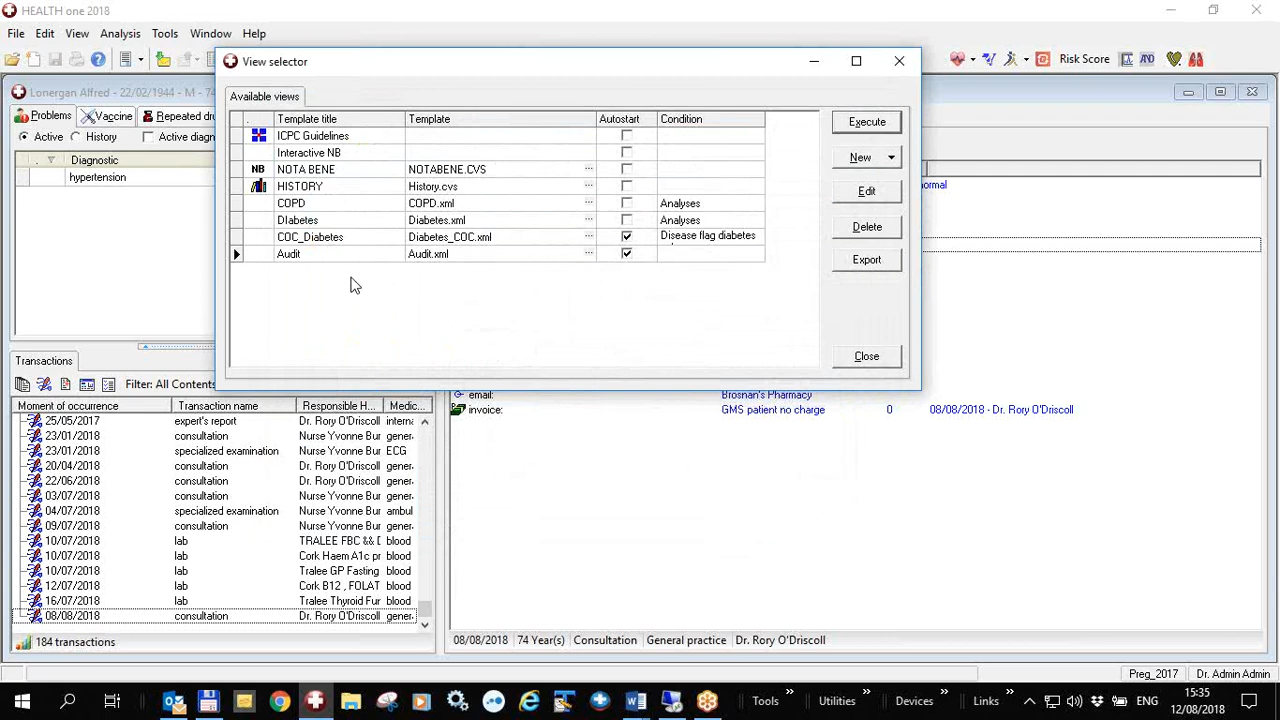 HEALTH one 2018
File Edit View Analysis Tools Window Help
Risk Score
View selector
Available views
. Template title Template Autostart Condition
ICPC Guidelines
Interactive NB
NB NOTA BENE NOTABENE.CVS ...
HISTORY History.cvs ...
COPD COPD.xml ... Analyses
DIabetes Diabetes.xml ... Analyses
COC_Diabetes Diabetes_COC.xml ... Disease flag diabetes
Audit Audit.xml ...
Execute
New
Edit
Delete
Export
Close
Lonergan Alfred - 22/02/1944 - M - 74
Problems Vaccine Repeated dru
Active History Active diagno
. Diagnostic
hypertension
Transactions
Filter: All Contents
Moment of occurrence Transaction name Responsible H... Medic...
25/05/2017 expert's report Dr. Rory O'Driscoll interna
23/01/2018 consultation Nurse Yvonne Bur gener
23/01/2018 specialized examination Nurse Yvonne Bur ECG
20/04/2018 consultation Dr. Rory O'Driscoll gener
22/06/2018 consultation Nurse Yvonne Bur gener
03/07/2018 consultation Nurse Yvonne Bur gener
04/07/2018 specialized examination Nurse Yvonne Bur ambul
09/07/2018 consultation Nurse Yvonne Bur gener
10/07/2018 lab TRALEE FBC && D blood
10/07/2018 lab Cork Haem A1c pr blood
10/07/2018 lab Tralee GP Fasting blood
12/07/2018 lab Cork B12 , FOLAT blood
16/07/2018 lab Tralee Thyroid Fur blood
08/08/2018 consultation Dr. Rory O'Driscoll gener
184 transactions
normal
email: Brosnan's Pharmacy
invoice: GMS patient no charge 0 08/08/2018 - Dr. Rory O'Driscoll
08/08/2018 74 Year(s) Consultation General practice Dr. Rory O'Driscoll
Preg_2017 Dr. Admin Admin
Tools Utilities Devices Links ENG
15:35
12/08/2018